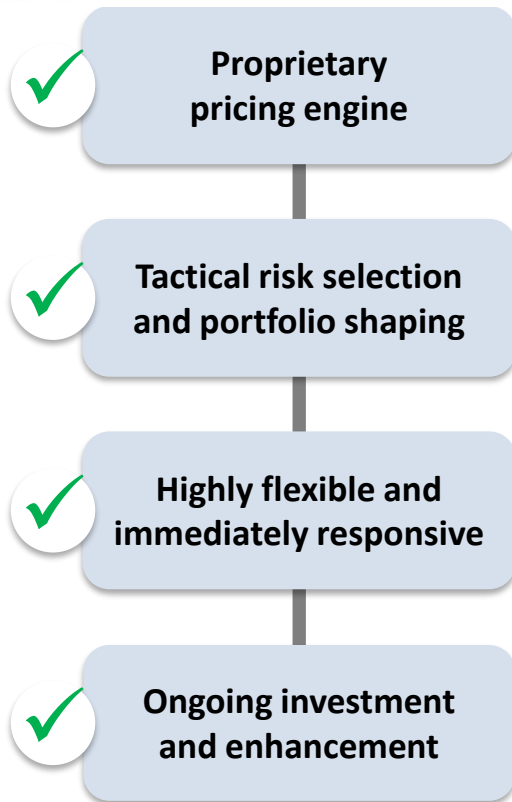 Proprietary
pricing engine
Tactical risk selection
and portfolio shaping
Highly flexible and
immediately responsive
Ongoing investment
and enhancement